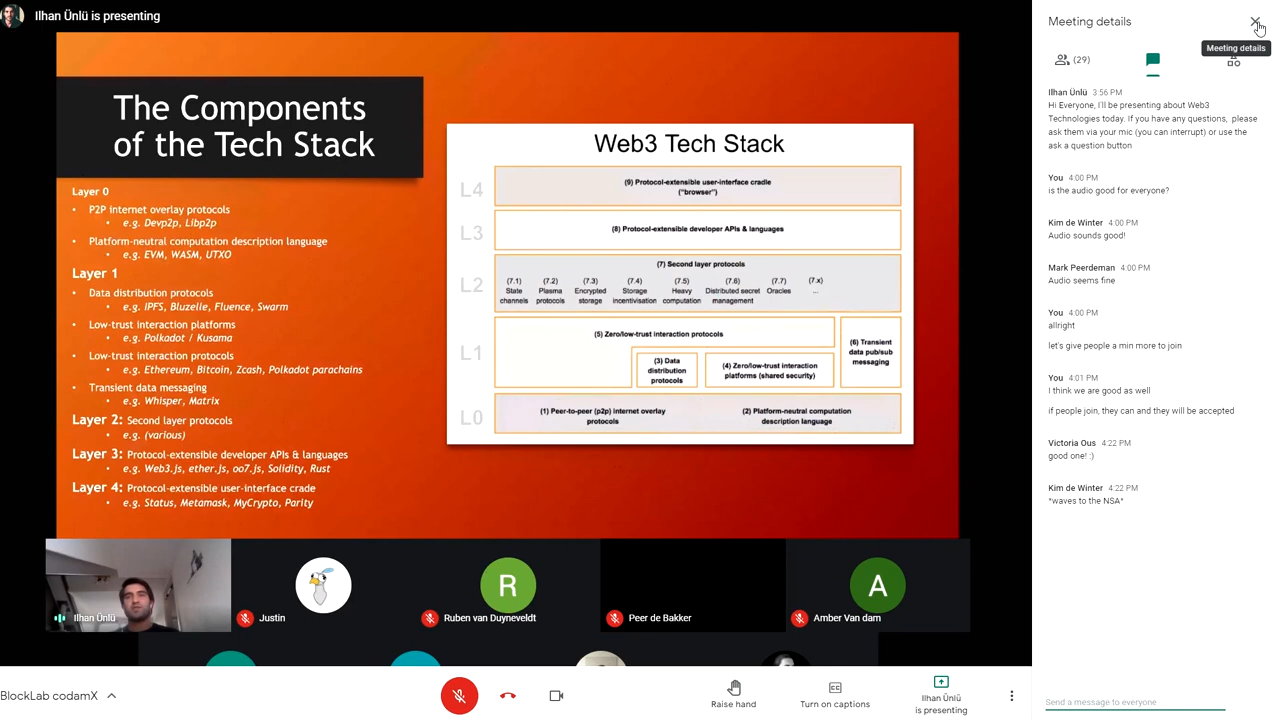 Ilhan Ünlü is presenting
The Components
of the Tech Stack
Layer 0
• P2P internet overlay protocols
• e.g. Devp2p, Libp2p
• Platform-neutral computation description language
• e.g. EVM, WASM, UTXO
Layer 1
• Data distribution protocols
• e.g. IPFS, Bluzelle, Fluence, Swarm
• Low-trust interaction platforms
• e.g. Polkadot / Kusama
• Low-trust interaction protocols
• e.g. Ethereum, Bitcoin, Zcash, Polkadot parachains
• Transient data messaging
• e.g. Whisper, Matrix
Layer 2: Second layer protocols
• e.g. (various)
Layer 3: Protocol-extensible developer APIs & languages
• e.g. Web3.js, ether.js, oo7.js, Solidity, Rust
Layer 4: Protocol-extensible user-interface crade
• e.g. Status, Metamask, MyCrypto, Parity
Web3 Tech Stack
L4
(9) Protocol-extensible user-interface cradle
("browser")
L3
(8) Protocol-extensible developer APIs & languages
L2
(7) Second layer protocols
(7.1)
State
channels
(7.2)
Plasma
protocols
(7.3)
Encrypted
storage
(7.4)
Storage
incentivisation
(7.5)
Heavy
computation
(7.6)
Distributed secret
management
(7.7)
Oracles
(7.x)
...
L1
(5) Zero/low-trust interaction protocols
(3) Data
distribution
protocols
(4) Zero/low-trust interaction
platforms (shared security)
(6) Transient
data pub/sub
messaging
L0
(1) Peer-to-peer (p2p) internet overlay
protocols
(2) Platform-neutral computation
description language
Ilhan Ünlü
Justin
R
Ruben van Duyneveldt
Peer de Bakker
A
Amber Van dam
BlockLab codamX
Raise hand
CC
Turn on captions
Ilhan Ünlü
is presenting
Meeting details
Meeting details
(29)
Ilhan Ünlü 3:56 PM
Hi Everyone, I'll be presenting about Web3
Technologies today. If you have any questions, please
ask them via your mic (you can interrupt) or use the
ask a question button
You 4:00 PM
is the audio good for everyone?
Kim de Winter 4:00 PM
Audio sounds good!
Mark Peerdeman 4:00 PM
Audio seems fine
You 4:00 PM
allright
let's give people a min more to join
You 4:01 PM
I think we are good as well
if people join, they can and they will be accepted
Victoria Ous 4:22 PM
good one! :)
Kim de Winter 4:22 PM
*waves to the NSA*
Send a message to everyone